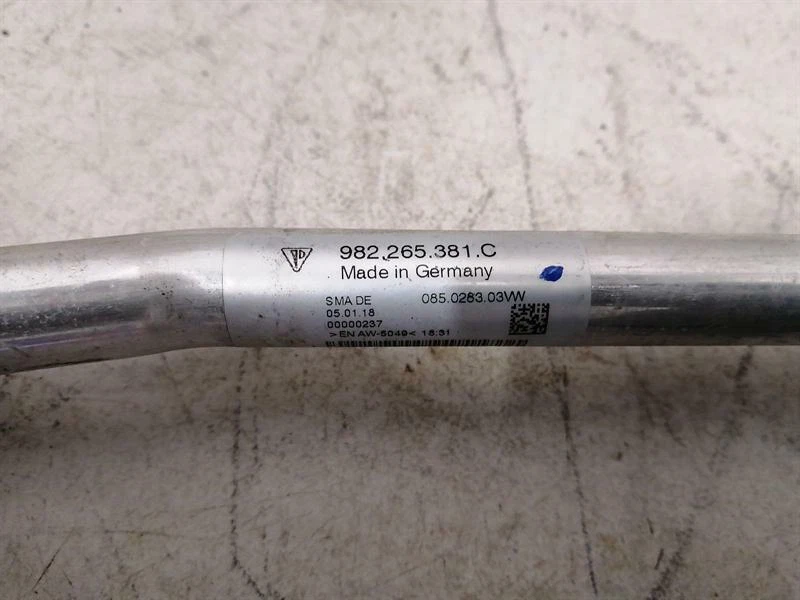 982.265.381.C
Made in Germany
SMA DE 085.0283.03VW
05.01.18
00000237
>EN AW-5049< 18:31